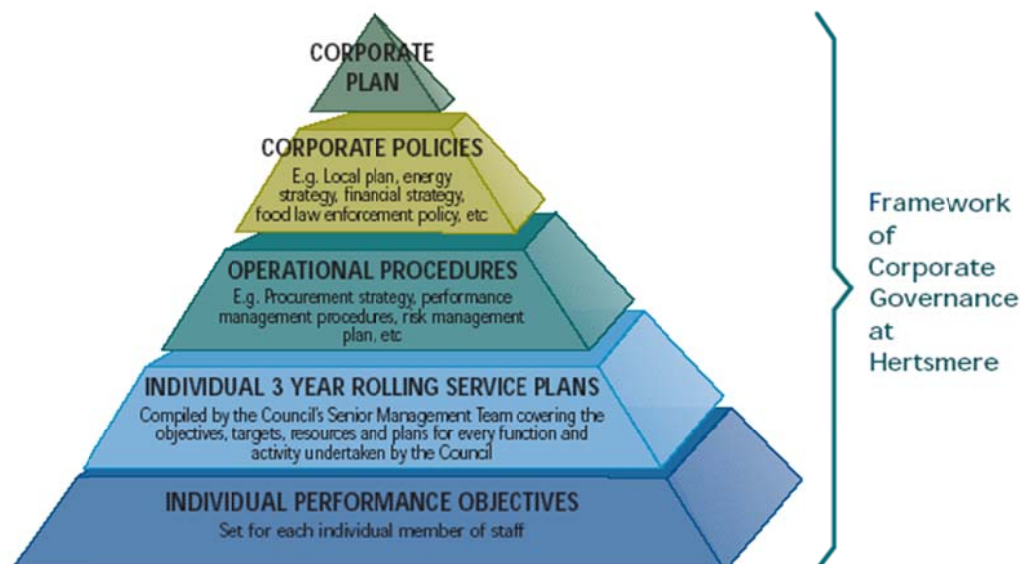 CORPORATE
PLAN
CORPORATE POLICIES
E.g. Local plan, energy
strategy, financial strategy,
food law enforcement policy, etc
OPERATIONAL PROCEDURES
E.g. Procurement strategy, performance
management procedures, risk management
plan, etc
INDIVIDUAL 3 YEAR ROLLING SERVICE PLANS
Compiled by the Council's Senior Management Team covering the
objectives, targets, resources and plans for every function and
activity undertaken by the Council
INDIVIDUAL PERFORMANCE OBJECTIVES
Set for each individual member of staff
Framework
of
Corporate
Governance
at
Hertsmere